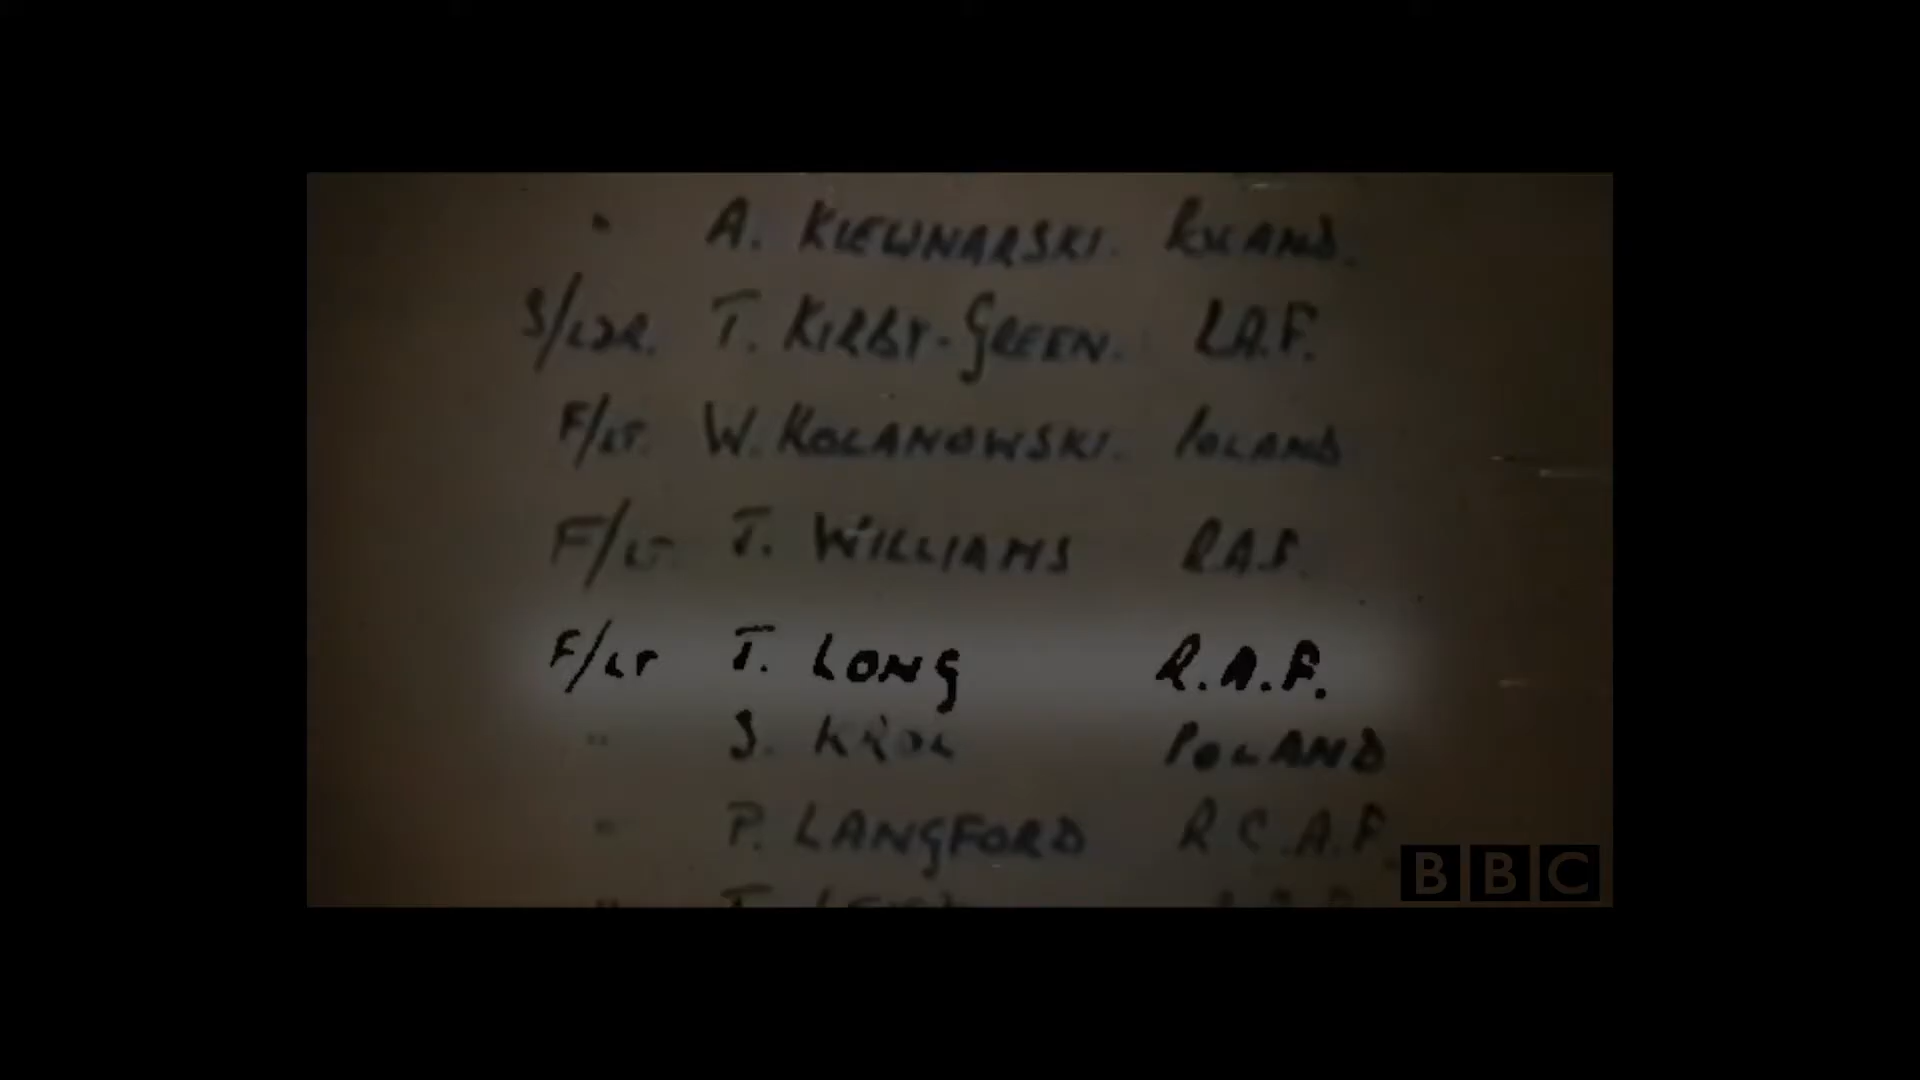 " A. KIEWNARSKI. POLAND.
S/LDR. T. KIRBY-GREEN. R.A.F.
F/LT. W. KOLANOWSKI. POLAND
F/LT. T. WILLIAMS R.A.F.
F/LT T. LONG R.A.F.
" S. KROL POLAND
" P. LANGFORD R.C.A.F.
BBC